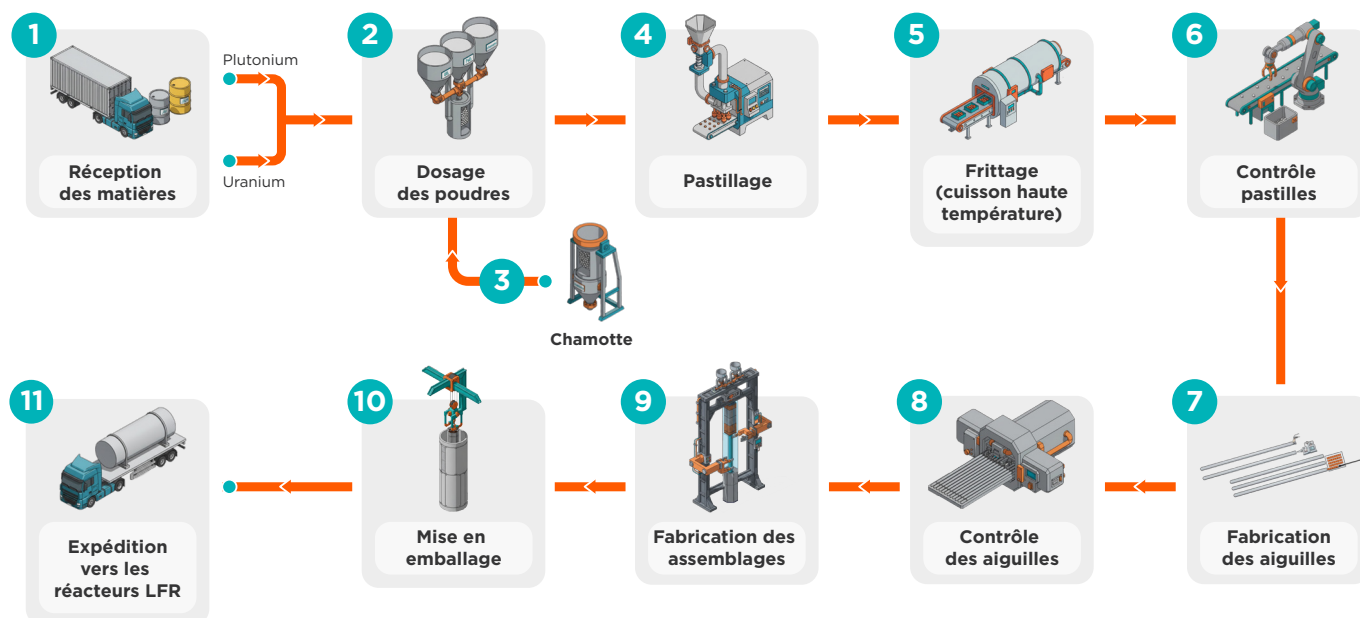 1
Réception
des matières
Plutonium
Uranium
2
Dosage
des poudres
3
Chamotte
4
Pastillage
5
Frittage
(cuisson haute
température)
6
Contrôle
pastilles
7
Fabrication
des aiguilles
8
Contrôle
des aiguilles
9
Fabrication des
assemblages
10
Mise en
emballage
11
Expédition
vers les
réacteurs LFR